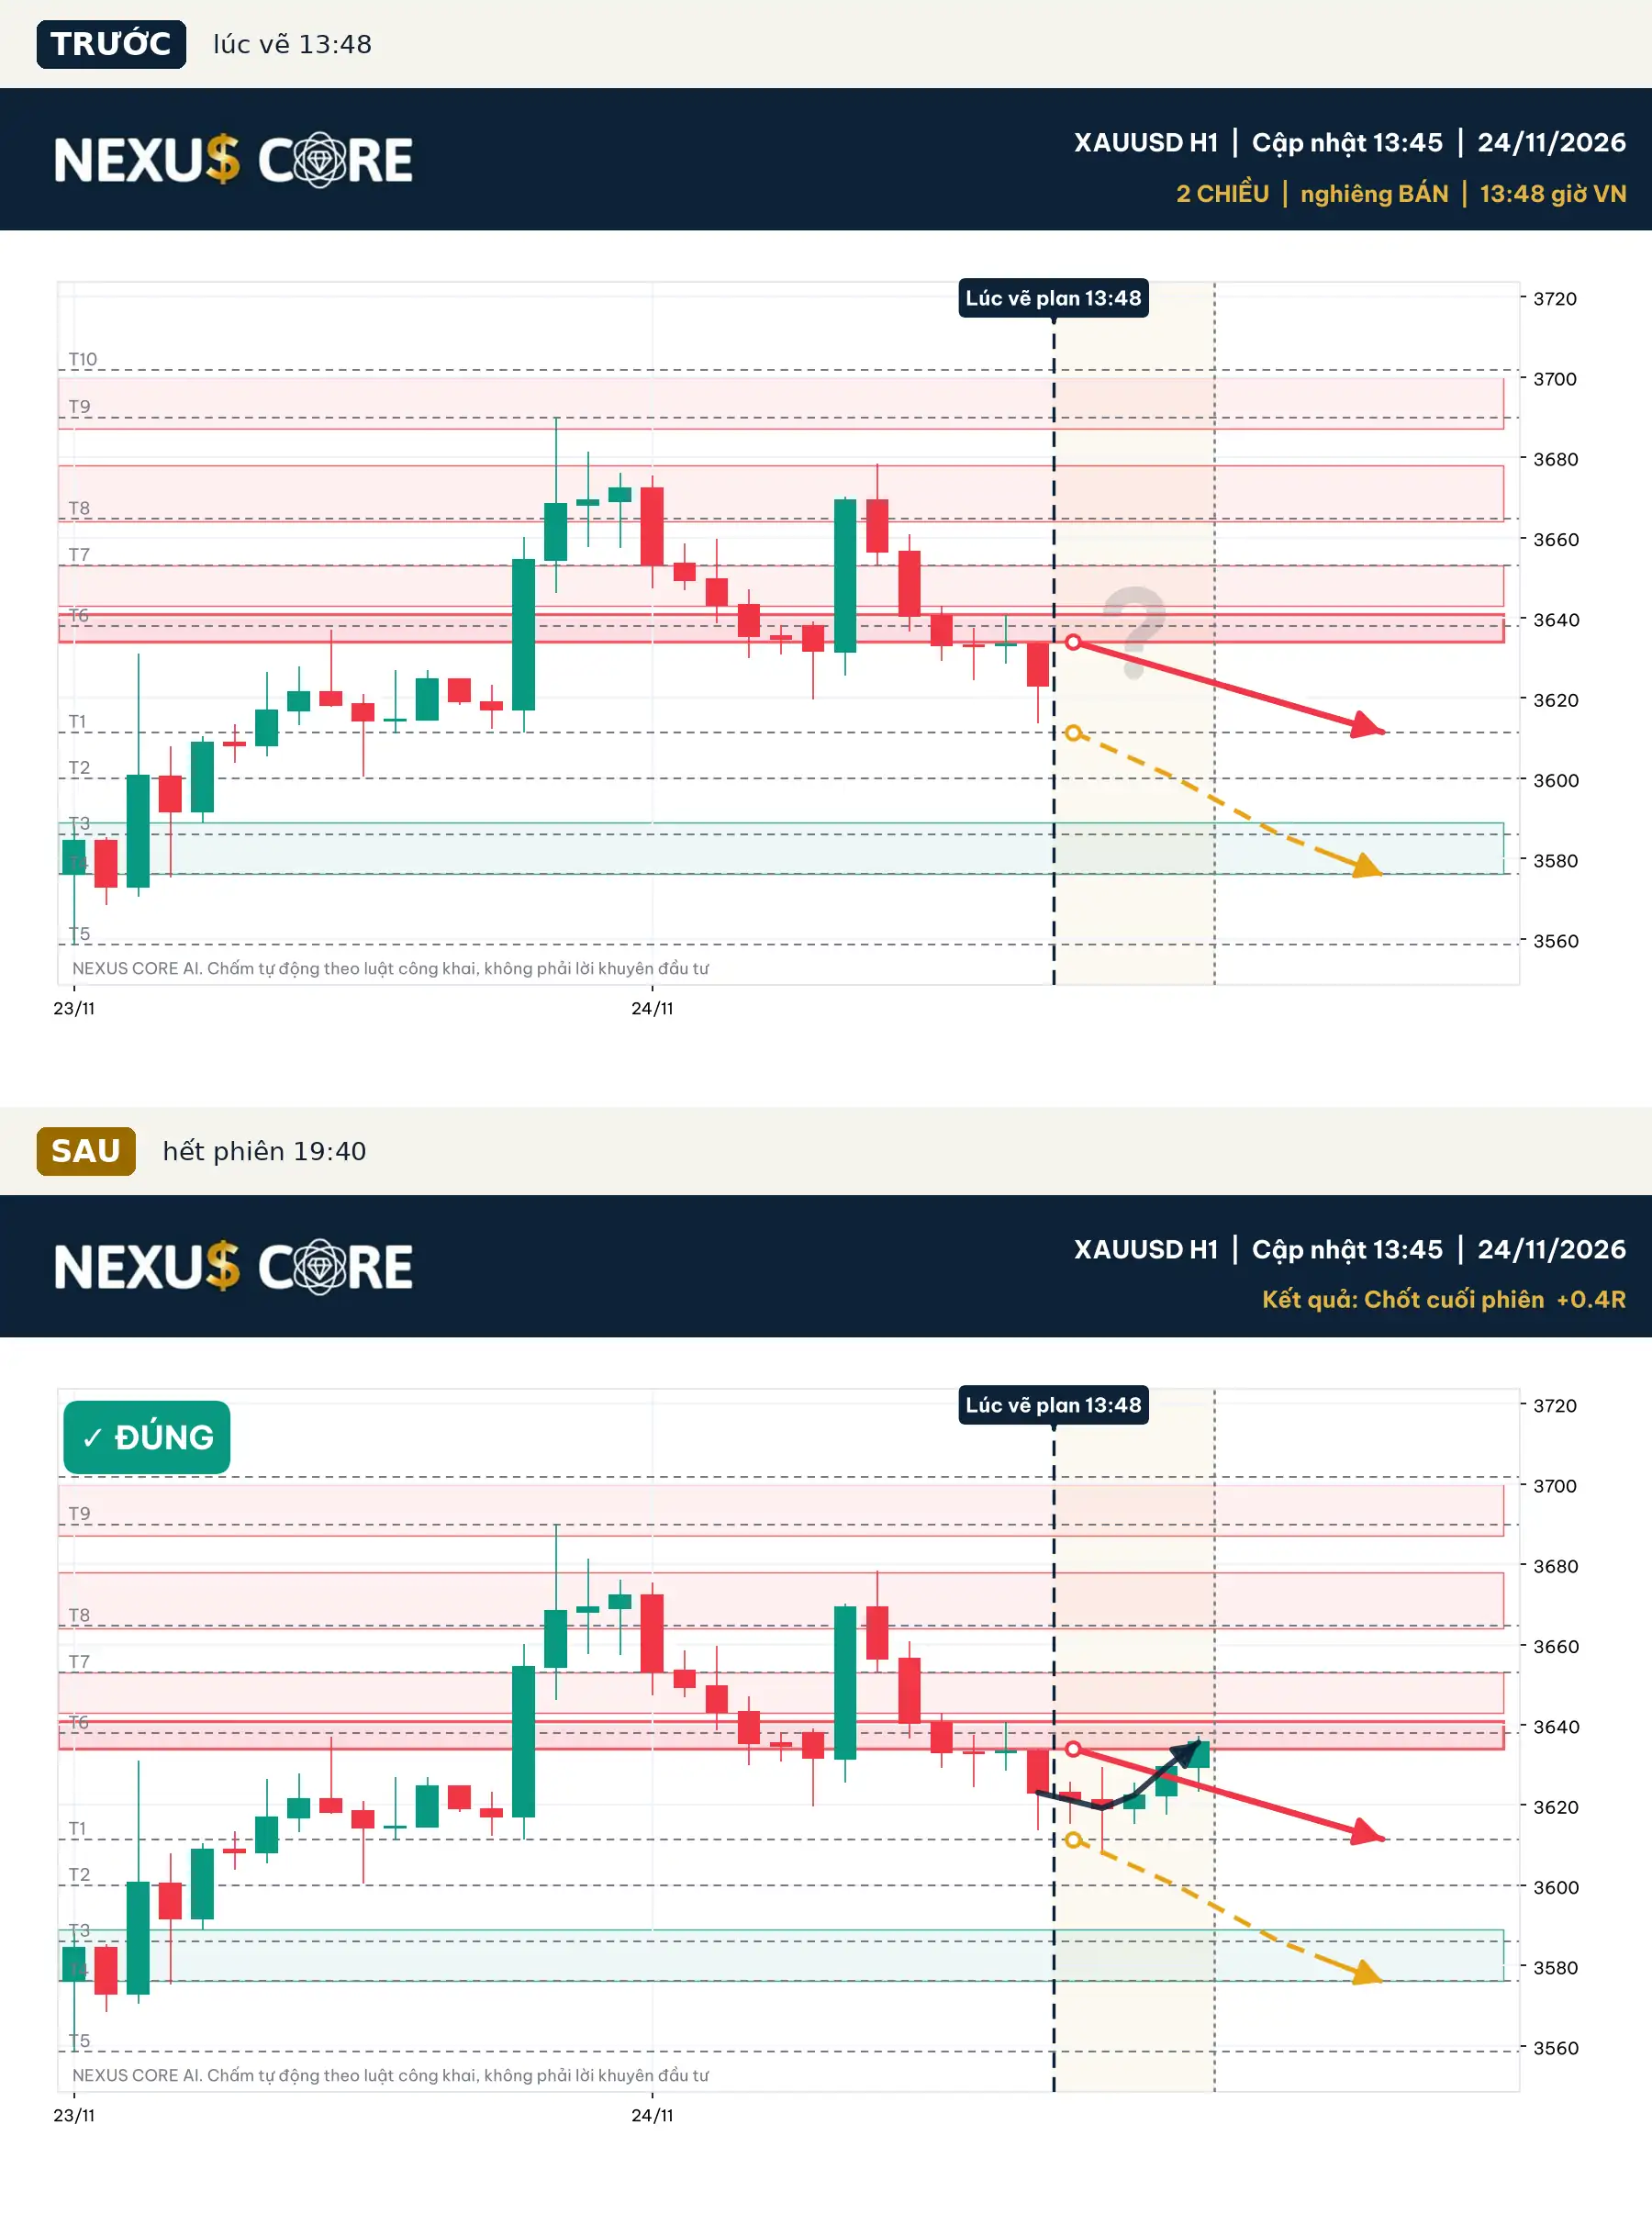 TRƯỚC lúc vẽ 13:48
NEXU$ CORE
XAUUSD H1 | Cập nhật 13:45 | 24/11/2026
2 CHIỀU | nghiêng BÁN | 13:48 giờ VN
Lúc vẽ plan 13:48
3720
T10
3700
T9
3680
T8
3660
T7
?
3640
T6
3620
T1
T2
3600
T3
3580
T4
T5
3560
NEXUS CORE AI. Chấm tự động theo luật công khai, không phải lời khuyên đầu tư
23/11
24/11
SAU hết phiên 19:40
NEXU$ CORE
XAUUSD H1 | Cập nhật 13:45 | 24/11/2026
Kết quả: Chốt cuối phiên +0.4R
Lúc vẽ plan 13:48
3720
✓ ĐÚNG
3700
T9
3680
T8
3660
T7
T6
3640
3620
T1
T2
3600
T3
3580
T4
T5
3560
NEXUS CORE AI. Chấm tự động theo luật công khai, không phải lời khuyên đầu tư
23/11
24/11